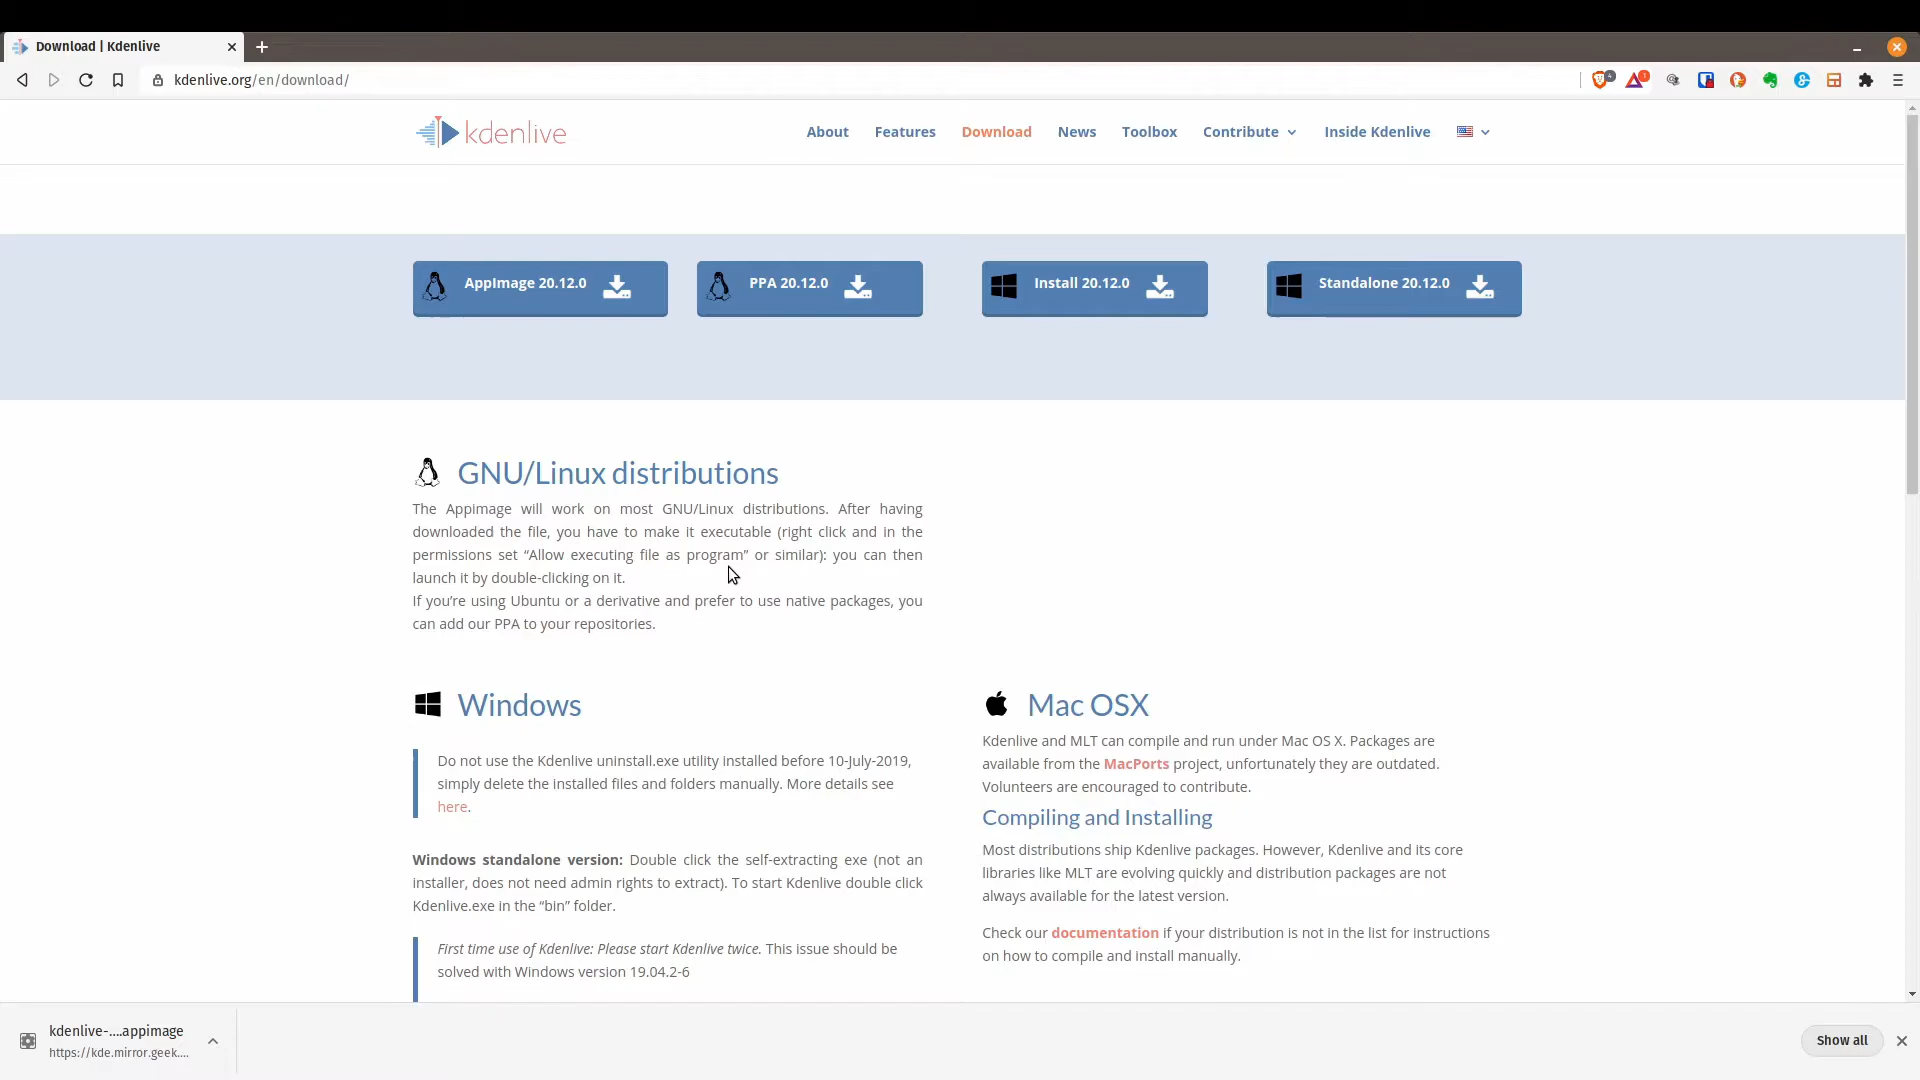 Download | Kdenlive
kdenlive.org/en/download/
4
1
kdenlive
About
Features
Download
News
Toolbox
Contribute
Inside Kdenlive
AppImage 20.12.0
PPA 20.12.0
Install 20.12.0
Standalone 20.12.0
GNU/Linux distributions
The Appimage will work on most GNU/Linux distributions. After having
downloaded the file, you have to make it executable (right click and in the
permissions set “Allow executing file as program” or similar): you can then
launch it by double-clicking on it.
If you’re using Ubuntu or a derivative and prefer to use native packages, you
can add our PPA to your repositories.
Windows
Do not use the Kdenlive uninstall.exe utility installed before 10-July-2019,
simply delete the installed files and folders manually. More details see
here.
Windows standalone version: Double click the self-extracting exe (not an
installer, does not need admin rights to extract). To start Kdenlive double click
Kdenlive.exe in the “bin” folder.
First time use of Kdenlive: Please start Kdenlive twice. This issue should be
solved with Windows version 19.04.2-6
Mac OSX
Kdenlive and MLT can compile and run under Mac OS X. Packages are
available from the MacPorts project, unfortunately they are outdated.
Volunteers are encouraged to contribute.
Compiling and Installing
Most distributions ship Kdenlive packages. However, Kdenlive and its core
libraries like MLT are evolving quickly and distribution packages are not
always available for the latest version.
Check our documentation if your distribution is not in the list for instructions
on how to compile and install manually.
kdenlive-....appimage
https://kde.mirror.geek....
Show all